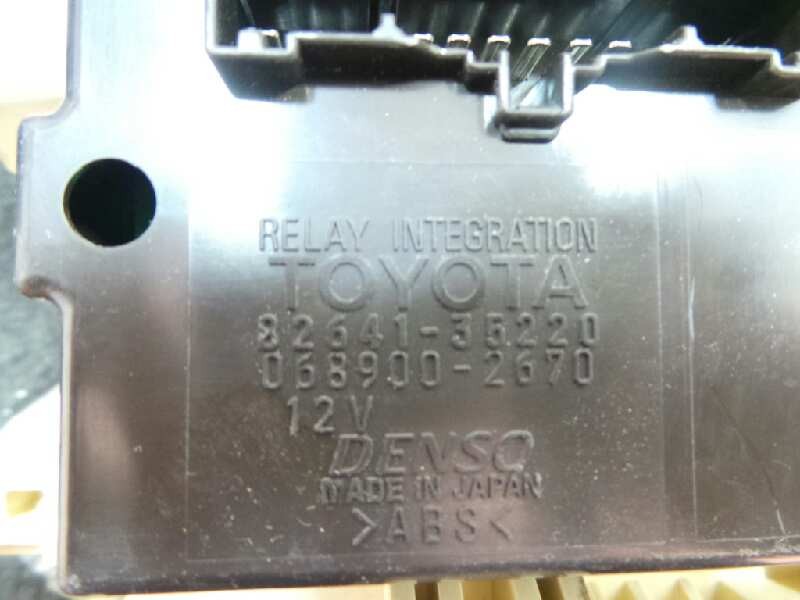 RELAY INTEGRATION
TOYOTA
82641-35220
068900-2670
12V
DENSO
MADE IN JAPAN
>ABS<